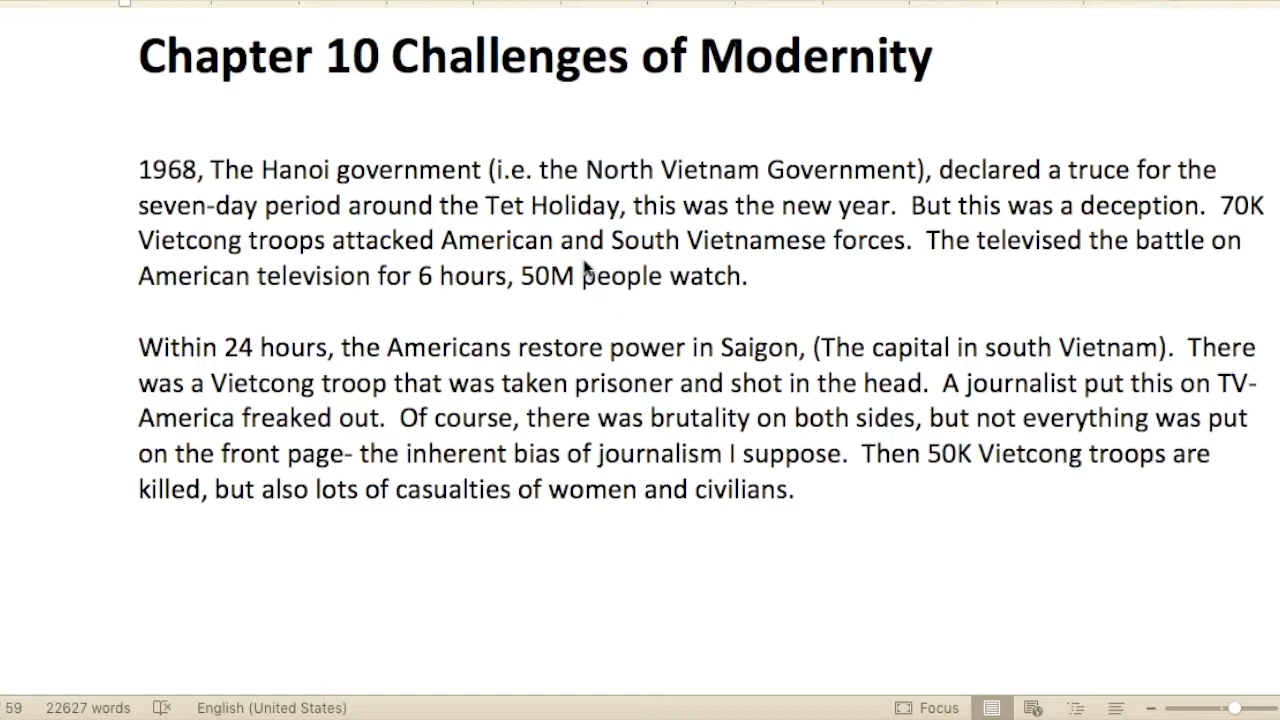 Chapter 10 Challenges of Modernity
1968, The Hanoi government (i.e. the North Vietnam Government), declared a truce for the
seven-day period around the Tet Holiday, this was the new year.  But this was a deception.  70K
Vietcong troops attacked American and South Vietnamese forces.  The televised the battle on
American television for 6 hours, 50M people watch.
Within 24 hours, the Americans restore power in Saigon, (The capital in south Vietnam).  There
was a Vietcong troop that was taken prisoner and shot in the head.  A journalist put this on TV-
America freaked out.  Of course, there was brutality on both sides, but not everything was put
on the front page- the inherent bias of journalism I suppose.  Then 50K Vietcong troops are
killed, but also lots of casualties of women and civilians.
59 22627 words English (United States) Focus